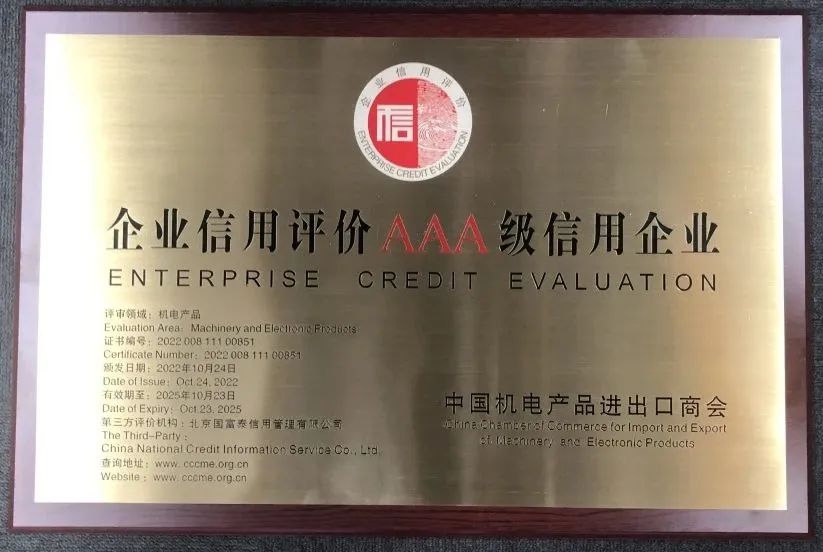 企业信用评价
信
ENTERPRISE CREDIT EVALUATION
企业信用评价AAA级信用企业
ENTERPRISE CREDIT EVALUATION
评审领域：机电产品
Evaluation Area: Machinery and Electronic Products
证书编号：2022 008 111 00851
Certificate Number: 2022 008 111 00851
颁发日期：2022年10月24日
Date of Issue: Oct.24, 2022
有效期至：2025年10月23日
Date of Expiry: Oct.23, 2025
第三方评价机构：北京国富泰信用管理有限公司
The Third-Party :
China National Credit Information Service Co., Ltd.
查询地址：www. cccme.org.cn
Website : www. cccme.org.cn
中国机电产品进出口商会
China Chamber of Commerce for Import and Export
of Machinery and Electronic Products